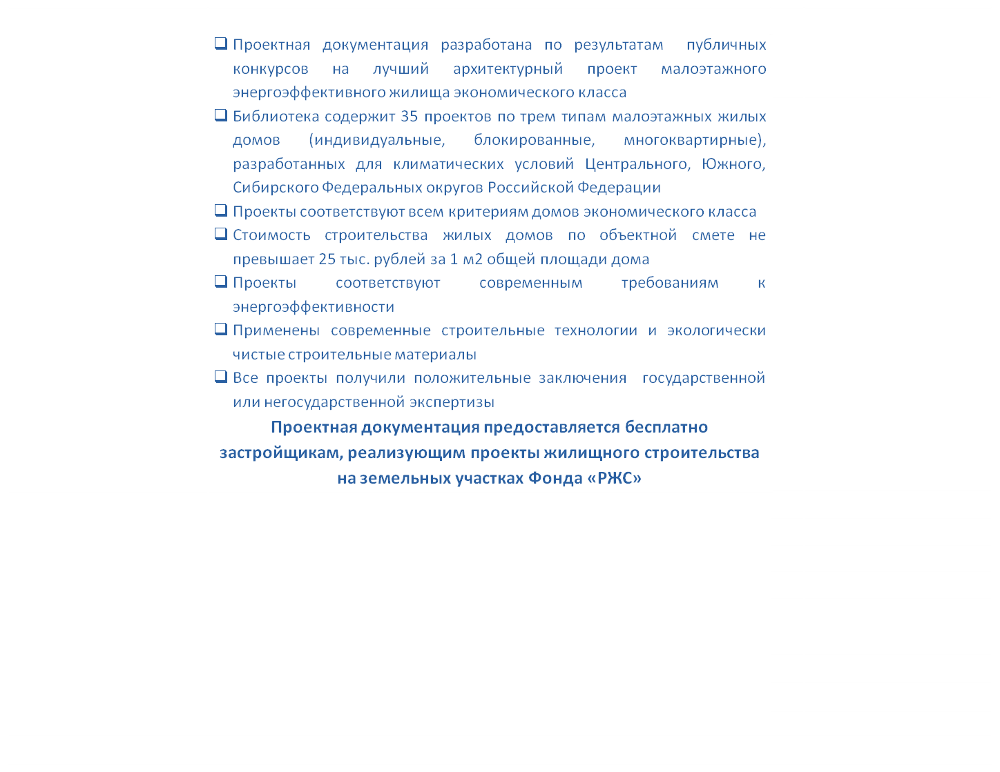 Проектная документация разработана по результатам публичных
конкурсов на лучший архитектурный проект малоэтажного
энергоэффективного жилища экономического класса
Библиотека содержит 35 проектов по трем типам малоэтажных жилых
домов (индивидуальные, блокированные, многоквартирные),
разработанных для климатических условий Центрального, Южного,
Сибирского Федеральных округов Российской Федерации
Проекты соответствуют всем критериям домов экономического класса
Стоимость строительства жилых домов по объектной смете не
превышает 25 тыс. рублей за 1 м2 общей площади дома
Проекты соответствуют современным требованиям к
энергоэффективности
Применены современные строительные технологии и экологически
чистые строительные материалы
Все проекты получили положительные заключения государственной
или негосударственной экспертизы
Проектная документация предоставляется бесплатно
застройщикам, реализующим проекты жилищного строительства
на земельных участках Фонда «РЖС»